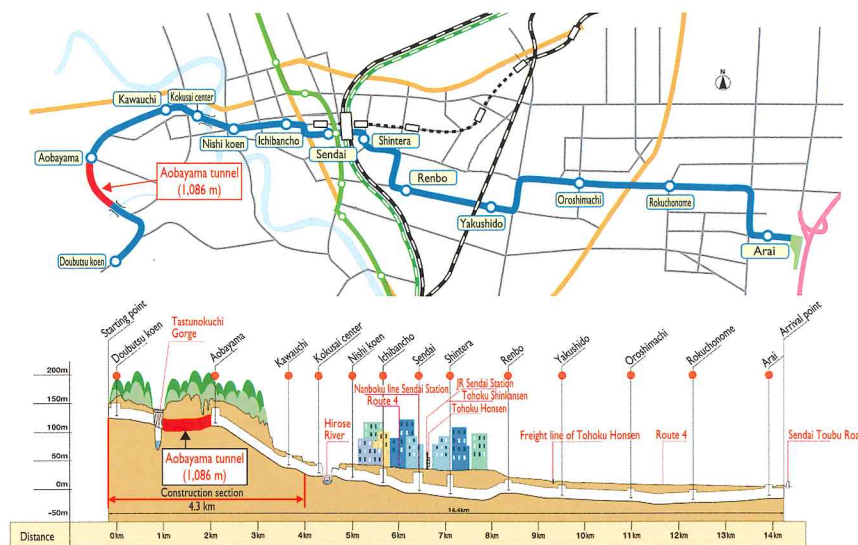 N
Kawauchi
Kokusai center
Nishi koen
Ichibancho
Sendai
Shintera
Aobayama
Aobayama tunnel
(1,086 m)
Renbo
Yakushido
Oroshimachi
Rokuchonome
Arai
Doubutsu koen
Starting point
Doubutsu koen
Tastunokuchi
Gorge
Aobayama
Kawauchi
Kokusai center
Nishi koen
Ichibancho
Sendai
Shintera
Renbo
Yakushido
Oroshimachi
Rokuchonome
Arai
Arrival point
200m
150m
100m
50m
0m
-50m
Nanboku line Sendai Station
Route 4
JR Sendai Station
Tohoku Shinkansen
Tohoku Honsen
Hirose
River
Aobayama tunnel
(1,086 m)
Construction section
4.3 km
Freight line of Tohoku Honsen
Route 4
Sendai Toubu Roa
14.4km
Distance
0km
1km
2km
3km
4km
5km
6km
7km
8km
9km
10km
11km
12km
13km
14km